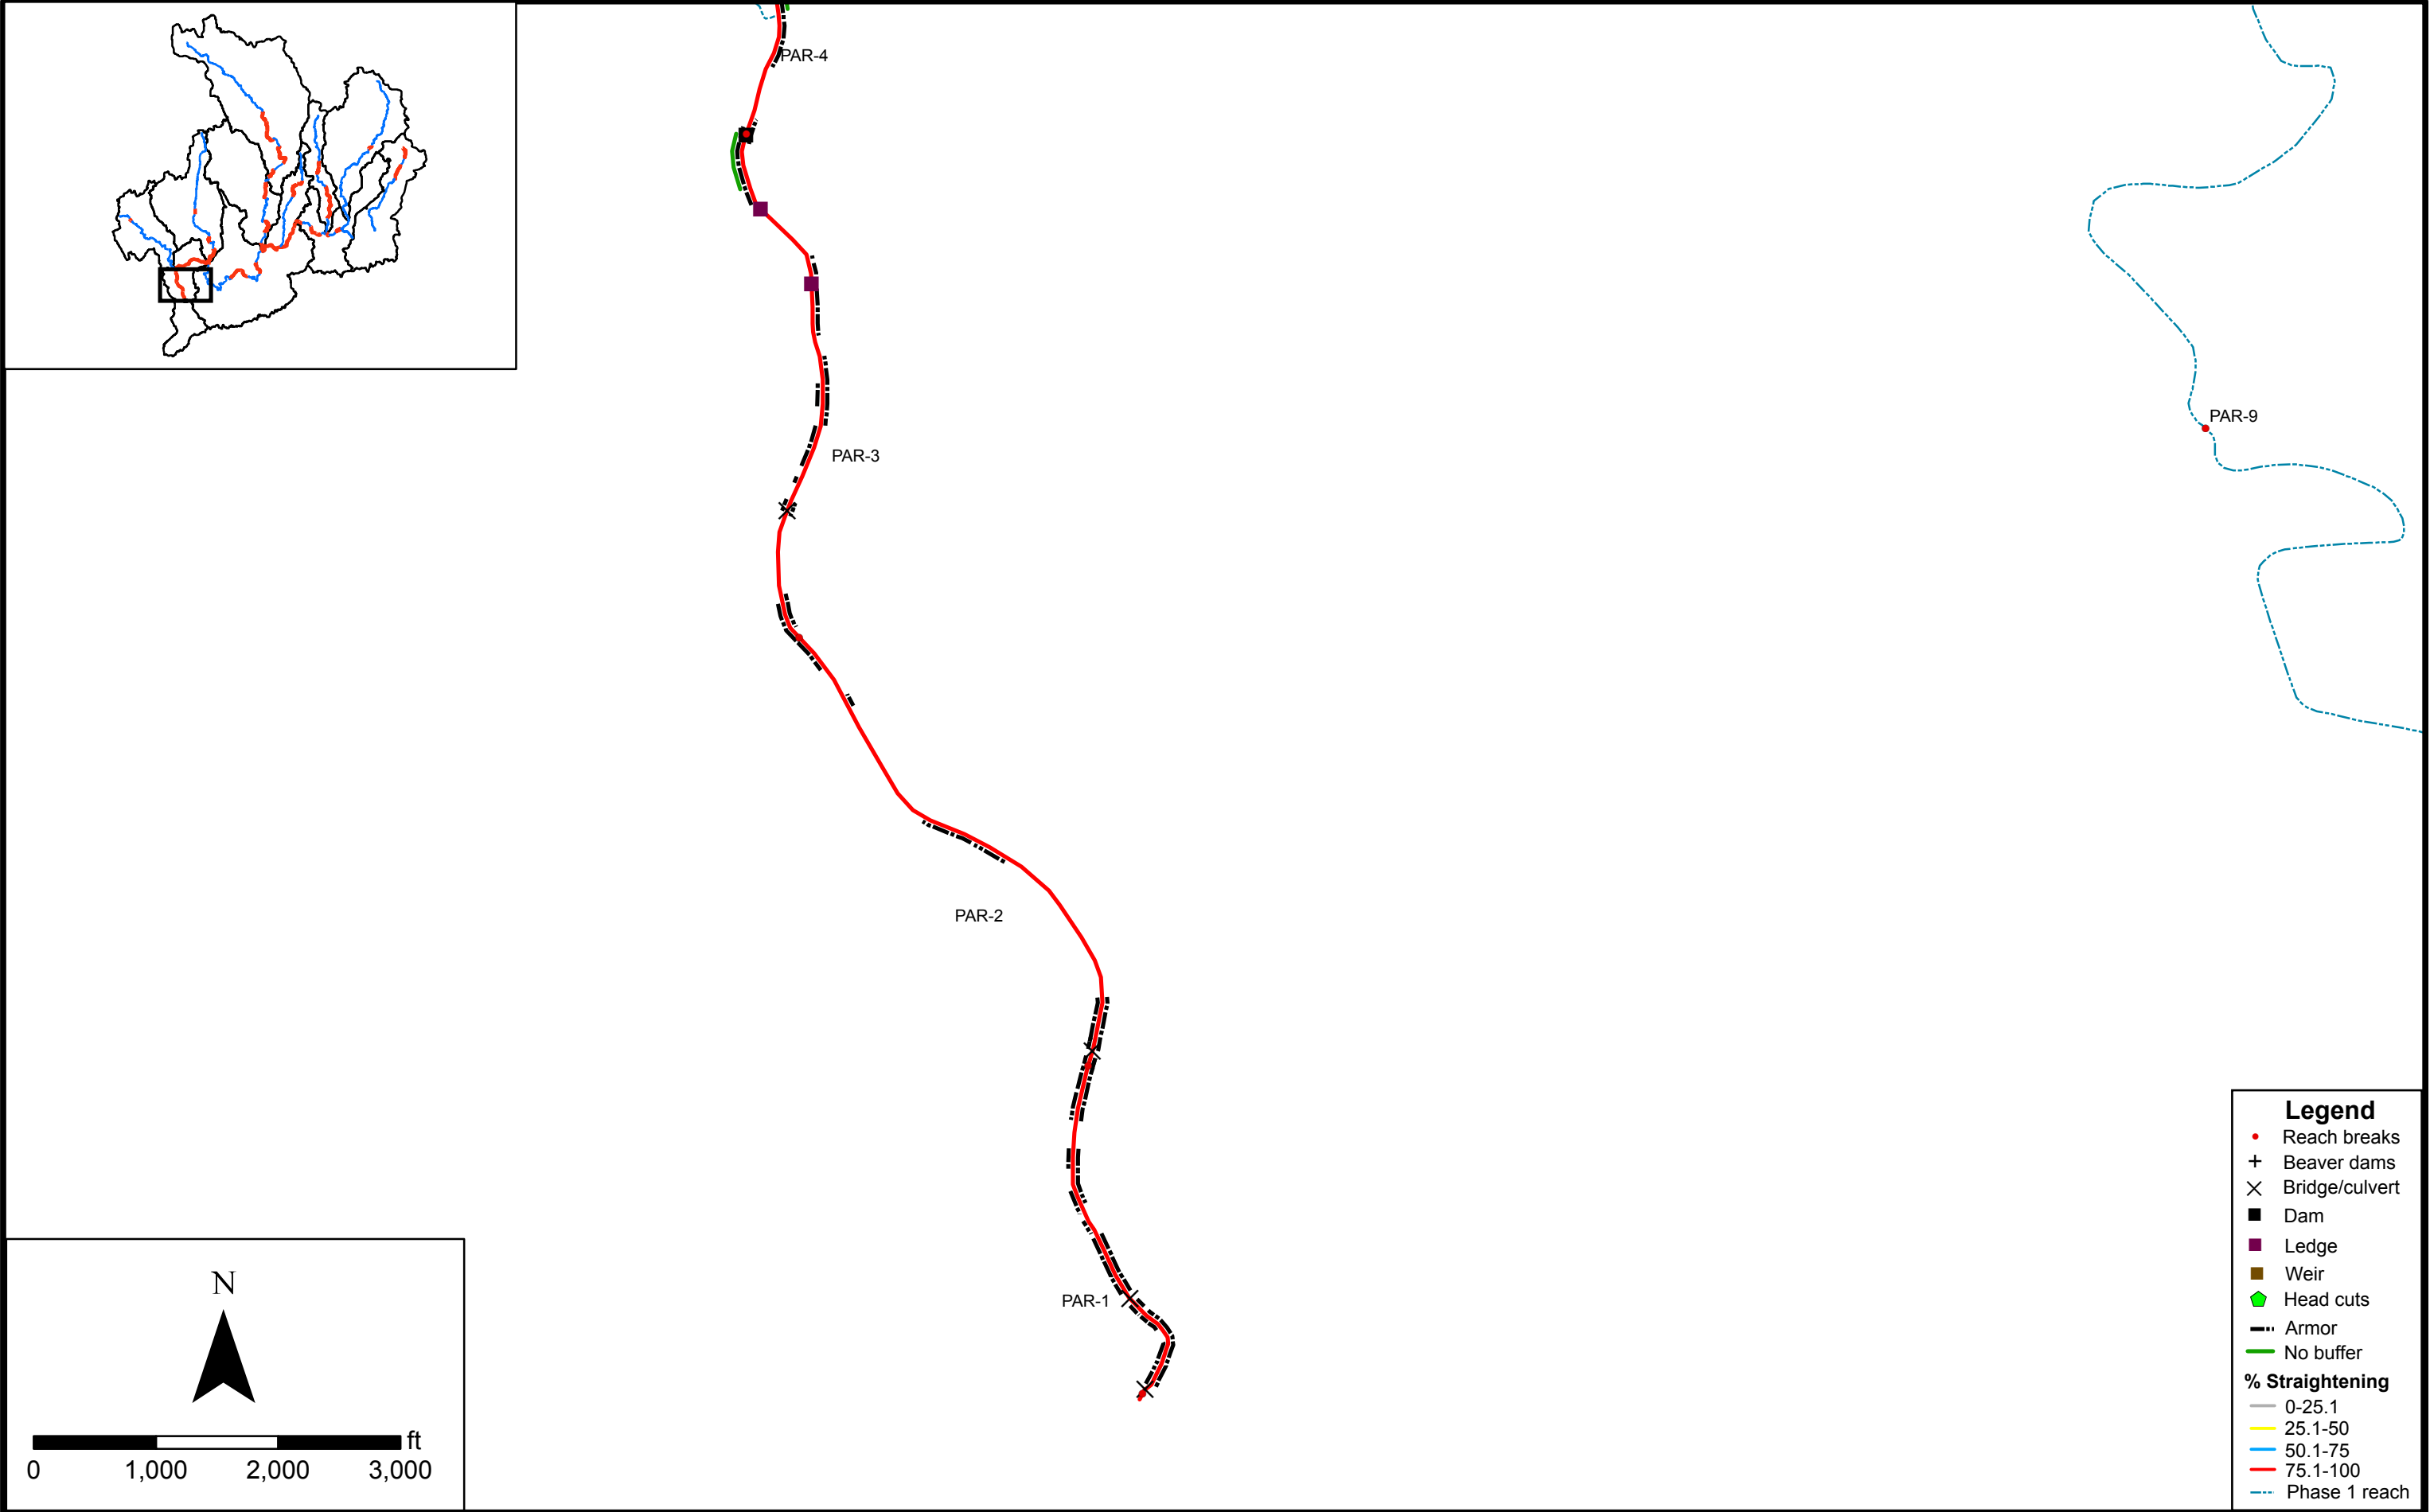 PAR-4
PAR-9
PAR-3
PAR-2
PAR-1
N
ft
0 1,000 2,000 3,000
Legend
Reach breaks
Beaver dams
Bridge/culvert
Dam
Ledge
Weir
Head cuts
Armor
No buffer
% Straightening
0-25.1
25.1-50
50.1-75
75.1-100
Phase 1 reach